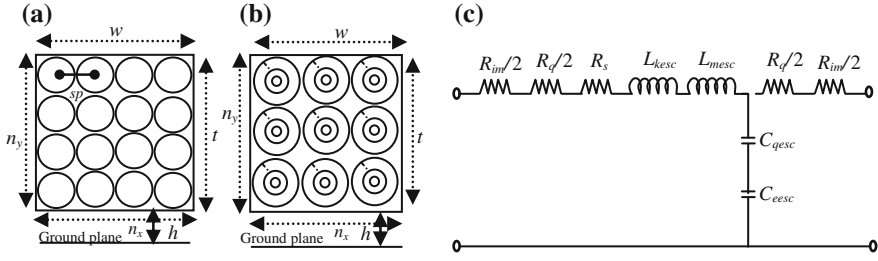 (a)
w
sp
n_y
t
n_x
h
Ground plane
(b)
w
n_y
t
n_x
h
Ground plane
(c)
R_im/2 R_q/2 R_s L_kesc L_mesc R_q/2 R_im/2
C_qesc
C_eesc